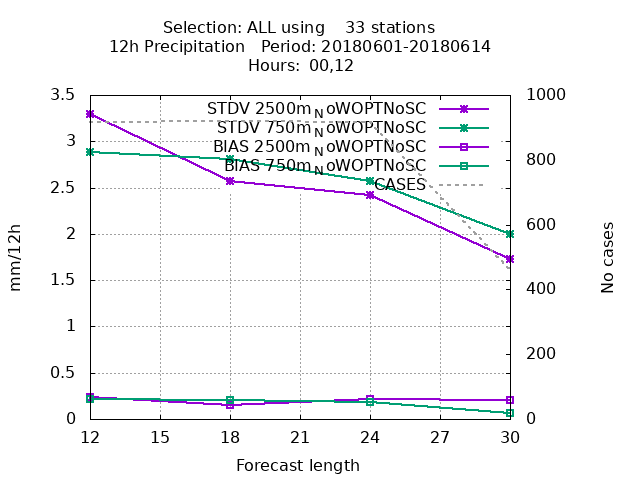 Selection: ALL using    33 stations
12h Precipitation   Period: 20180601-20180614
Hours:  00,12
3.5
3
2.5
2
1.5
1
0.5
0
mm/12h
STDV 2500m_NoWOPTNoSC
STDV 750m_NoWOPTNoSC
BIAS 2500m_NoWOPTNoSC
BIAS 750m_NoWOPTNoSC
CASES
1000
800
600
400
200
0
No cases
12 15 18 21 24 27 30
Forecast length